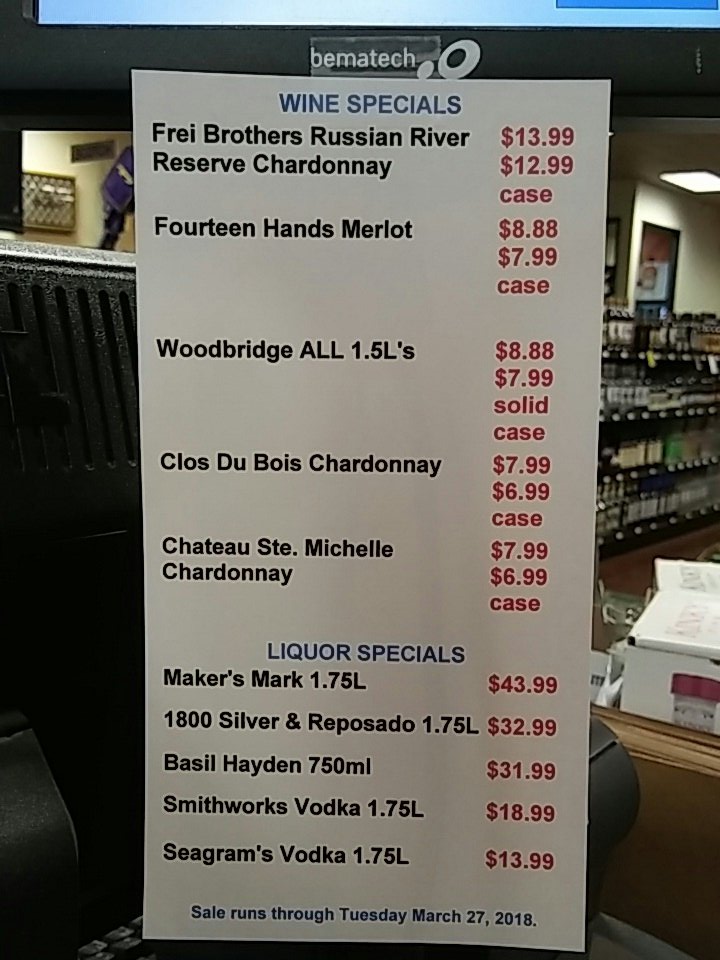 bematech
WINE SPECIALS
Frei Brothers Russian River $13.99
Reserve Chardonnay $12.99
case
Fourteen Hands Merlot $8.88
$7.99
case
Woodbridge ALL 1.5L's $8.88
$7.99
solid
case
Clos Du Bois Chardonnay $7.99
$6.99
case
Chateau Ste. Michelle $7.99
Chardonnay $6.99
case
LIQUOR SPECIALS
Maker's Mark 1.75L $43.99
1800 Silver & Reposado 1.75L $32.99
Basil Hayden 750ml $31.99
Smithworks Vodka 1.75L $18.99
Seagram's Vodka 1.75L $13.99
Sale runs through Tuesday March 27, 2018.